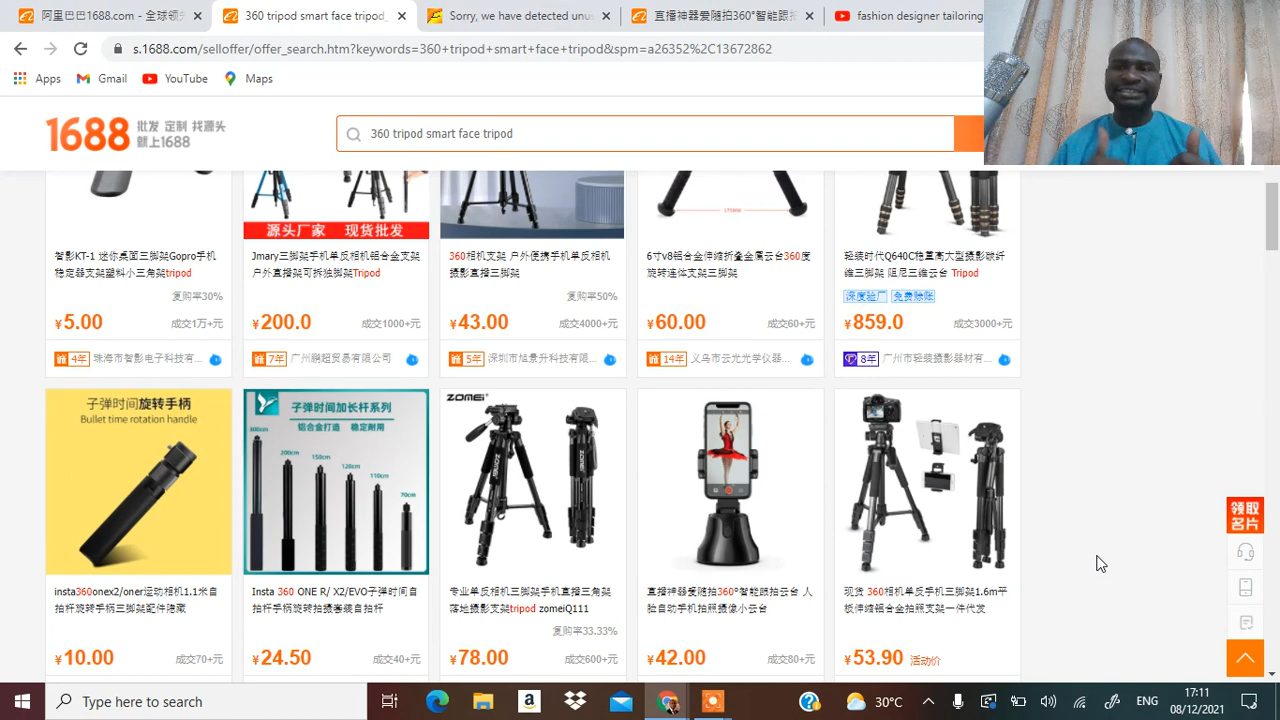 阿里巴巴1688.com - 全球领先
360 tripod smart face tripod_
Sorry, we have detected unus
直播神器爱随拍360°智能跟拍
fashion designer tailoring
s.1688.com/selloffer/offer_search.htm?keywords=360+tripod+smart+face+tripod&spm=a26352%2C13672862
Apps
Gmail
YouTube
Maps
1688
批发 定制 找源头
就上1688
360 tripod smart face tripod
源头厂家 现货批发
智影KT-1 迷你桌面三脚架Gopro手机
稳定器支架塑料小三角架tripod
复购率30%
¥5.00
成交1万+元
4年
珠海市智影电子科技有...
Jmary三脚架手机单反相机铝合金支架
户外直播架可拆独脚架Tripod
¥200.0
成交1000+元
7年
广州鹏超贸易有限公司
360相机支架 户外便携手机单反相机
摄影直播三脚架
复购率50%
¥43.00
成交4000+元
5年
深圳市旭景升科技有限...
6寸v8铝合金伸缩折叠金属云台360度
旋转连体支架三脚架
¥60.00
成交60+元
14年
义乌市云光光学仪器...
轻装时代Q640C稳重高大型摄影碳纤
维三脚架 阻尼三维云台 Tripod
深度验厂
免费赊账
¥859.0
成交3000+元
8年
广州市轻装摄影器材有...
子弹时间旋转手柄
Bullet time rotation handle
insta360onex2/oner运动相机1.1米自
拍杆旋转手柄三脚架配件隐藏
¥10.00
成交70+元
子弹时间加长杆系列
铝合金打造 稳定耐用
300cm
200cm
150cm
120cm
110cm
70cm
Insta 360 ONE R/ X2/EVO子弹时间自
拍杆手柄旋转拍摄套装自拍杆
¥24.50
成交40+元
ZOMEI
专业单反相机三脚架手机直播三角架
落地摄影支架tripod zomeiQ111
复购率33.33%
¥78.00
成交600+元
直播神器爱随拍360°智能跟拍云台 人
脸自动手机拍照摄像小云台
¥42.00
成交80+元
现货 360相机单反手机三脚架1.6m平
板伸缩铝合金拍照支架一件代发
¥53.90
活动价
领取
名片
Type here to search
30°C
ENG
17:11
08/12/2021